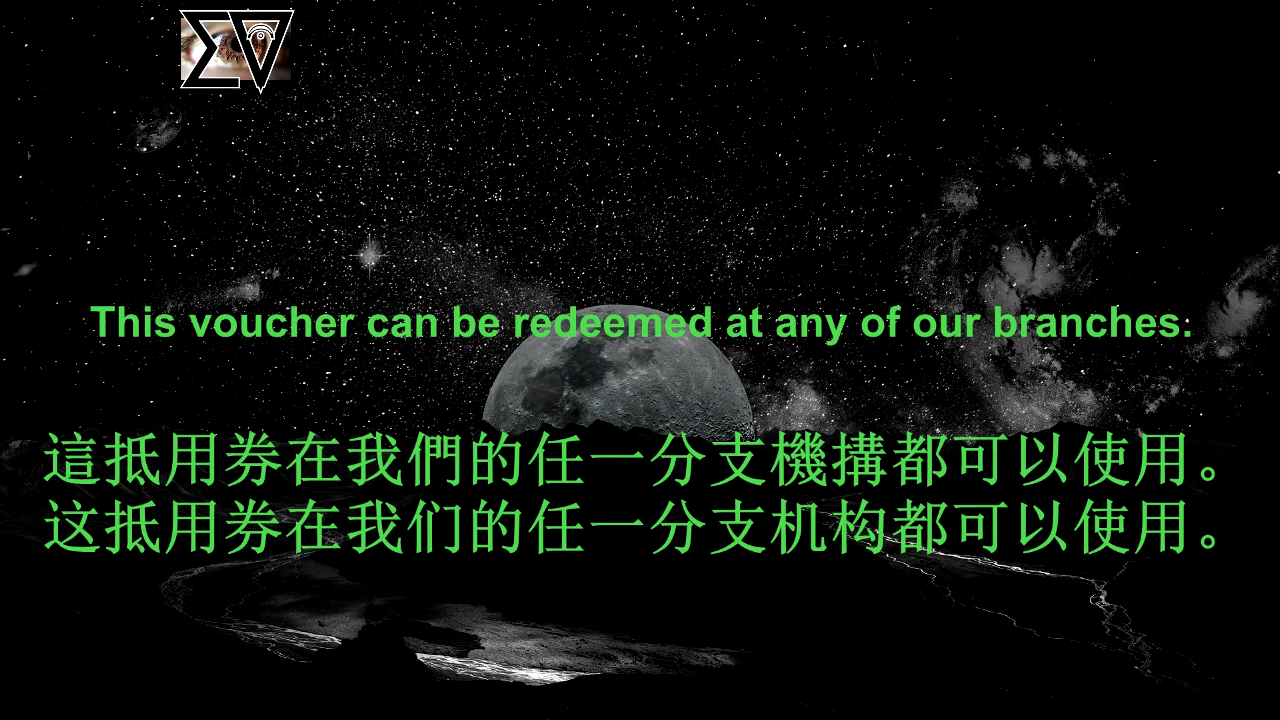 This voucher can be redeemed at any of our branches.
這抵用券在我們的任一分支機搆都可以使用。
这抵用券在我们的任一分支机构都可以使用。